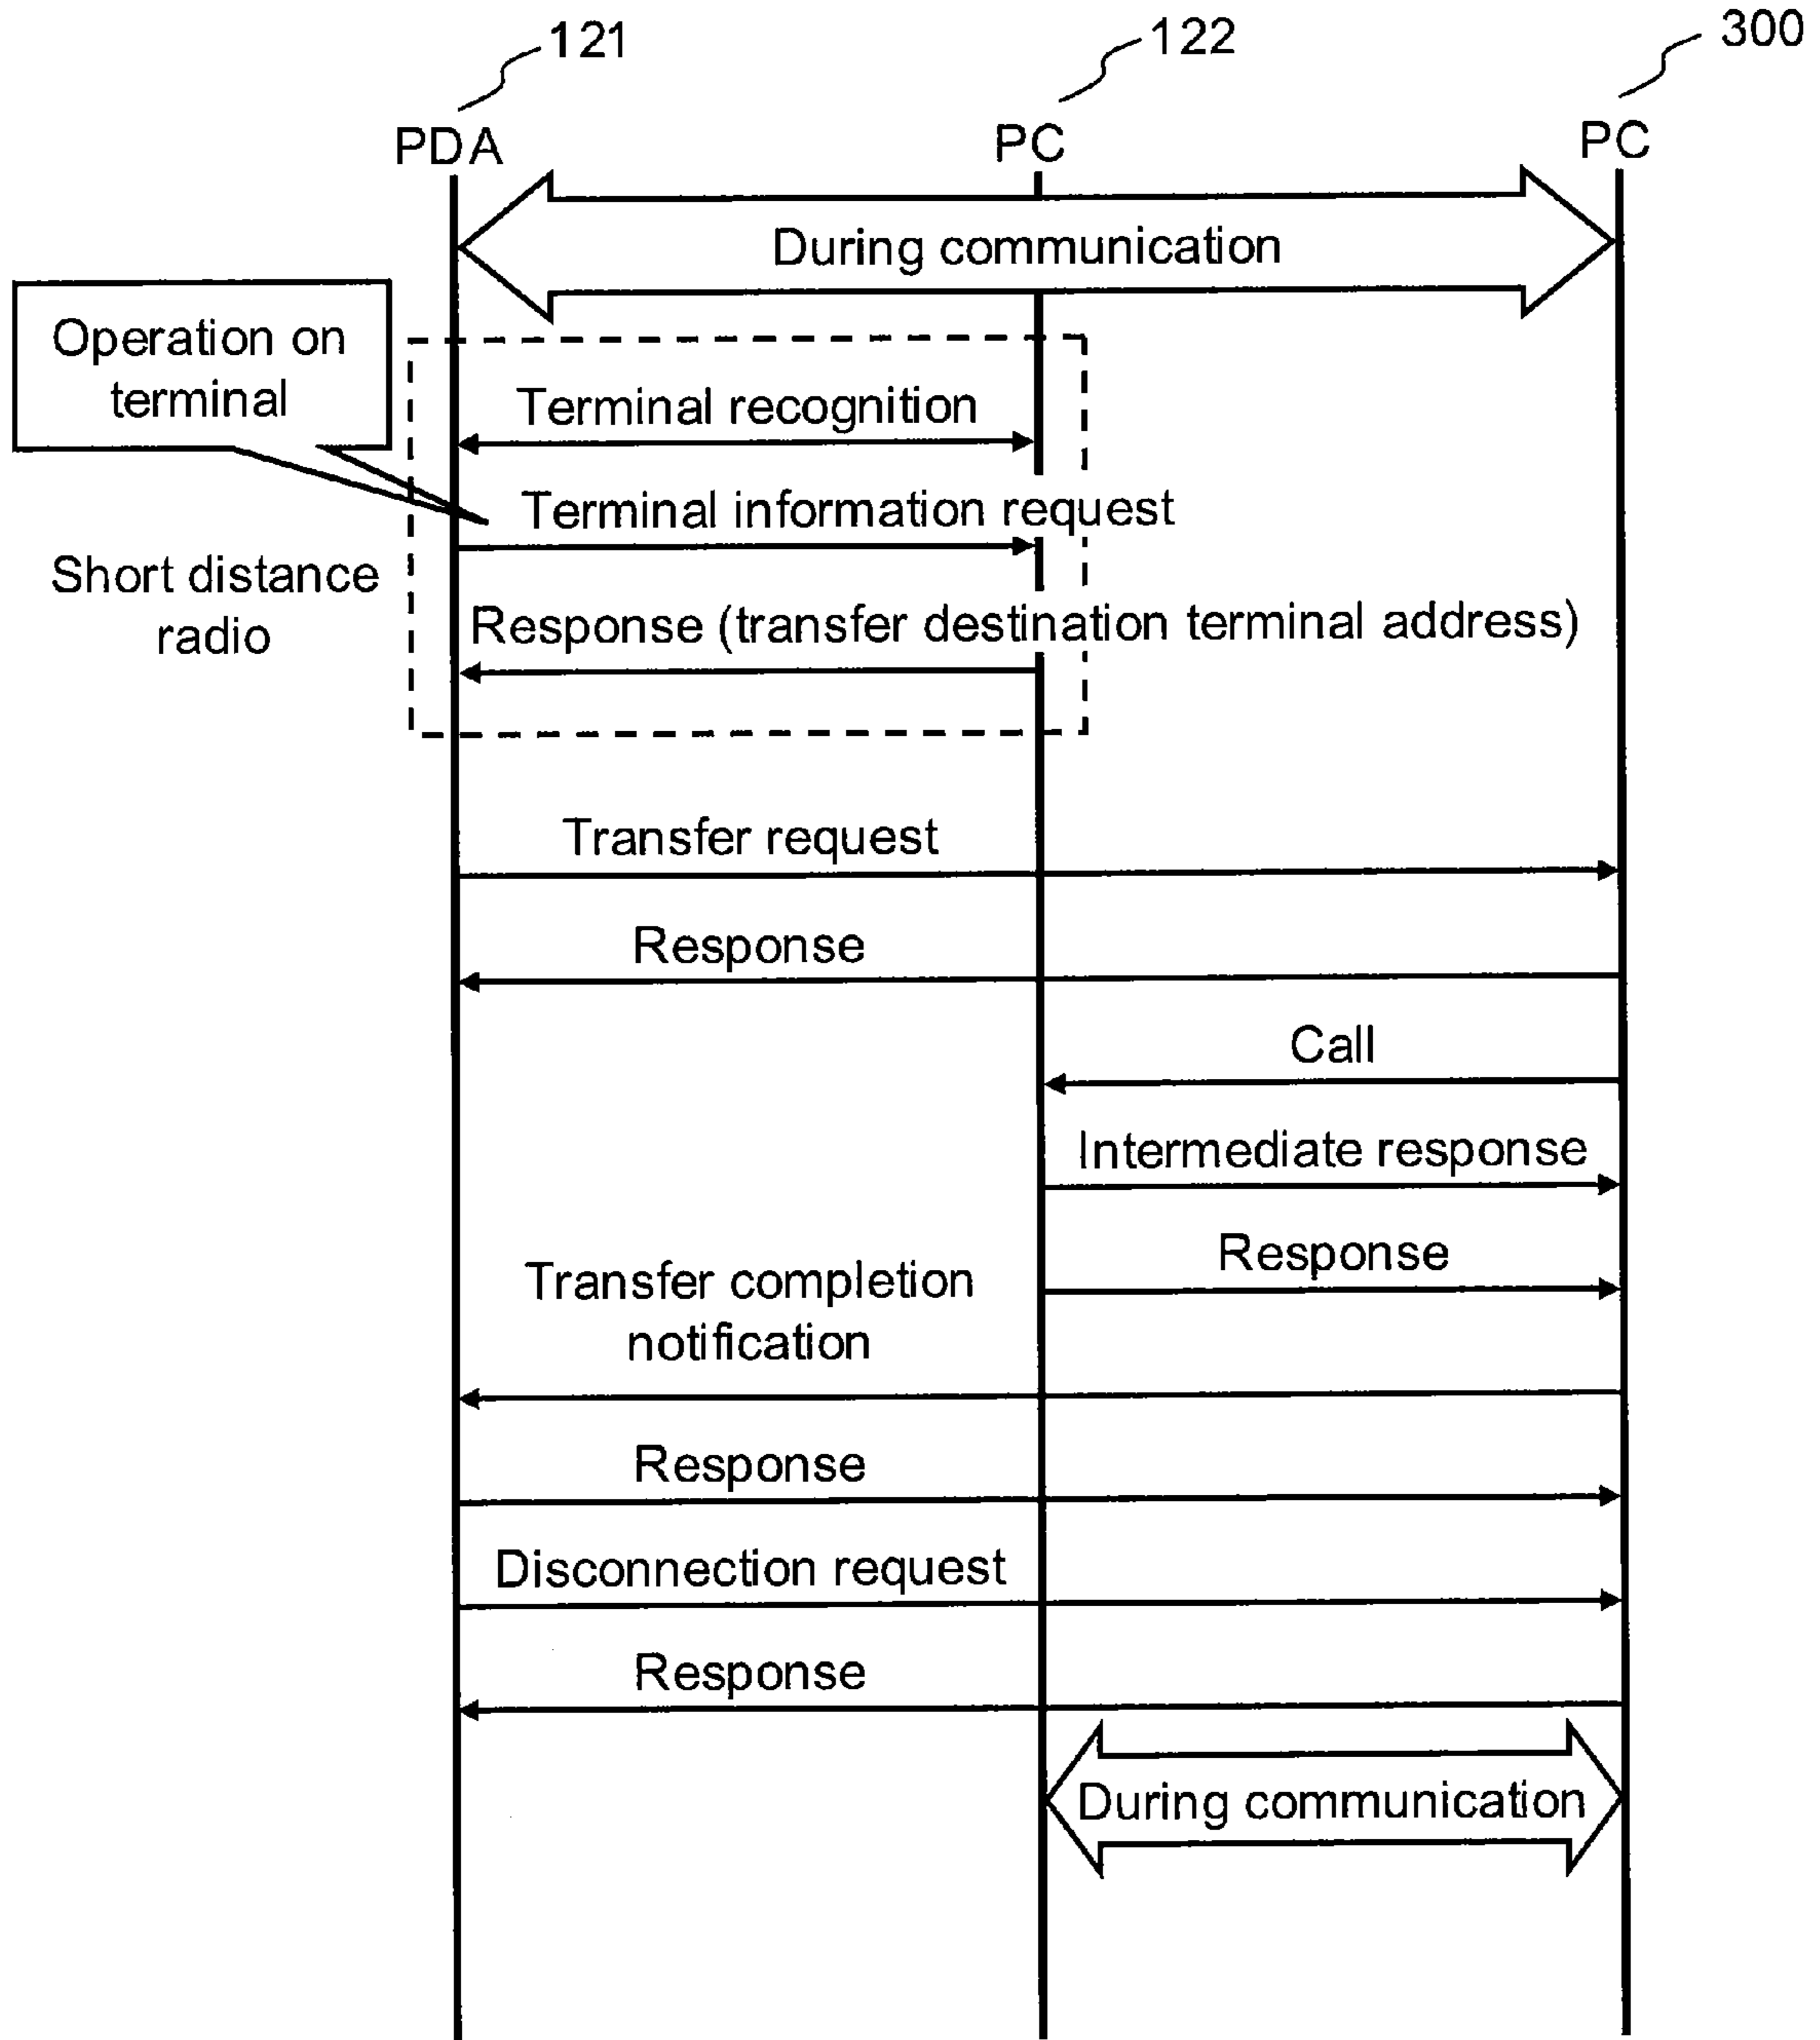 121
122
300
PDA
PC
PC
During communication
Operation on
terminal
Terminal recognition
Terminal information request
Short distance
radio
Response (transfer destination terminal address)
Transfer request
Response
Call
Intermediate response
Response
Transfer completion
notification
Response
Disconnection request
Response
During communication